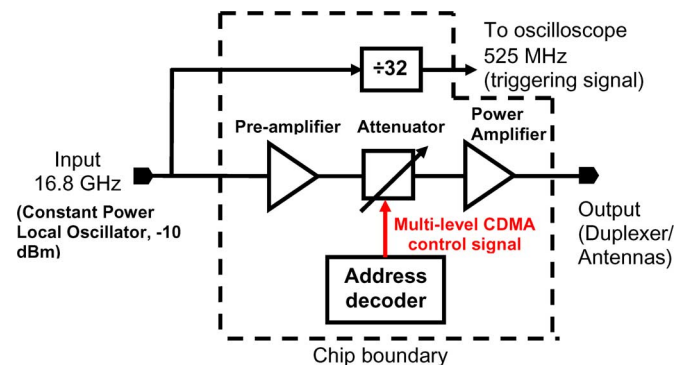 To oscilloscope
525 MHz
(triggering signal)
÷32
Pre-amplifier
Attenuator
Power
Amplifier
Input
16.8 GHz
(Constant Power
Local Oscillator, -10
dBm)
Multi-level CDMA
control signal
Output
(Duplexer/
Antennas)
Address
decoder
Chip boundary